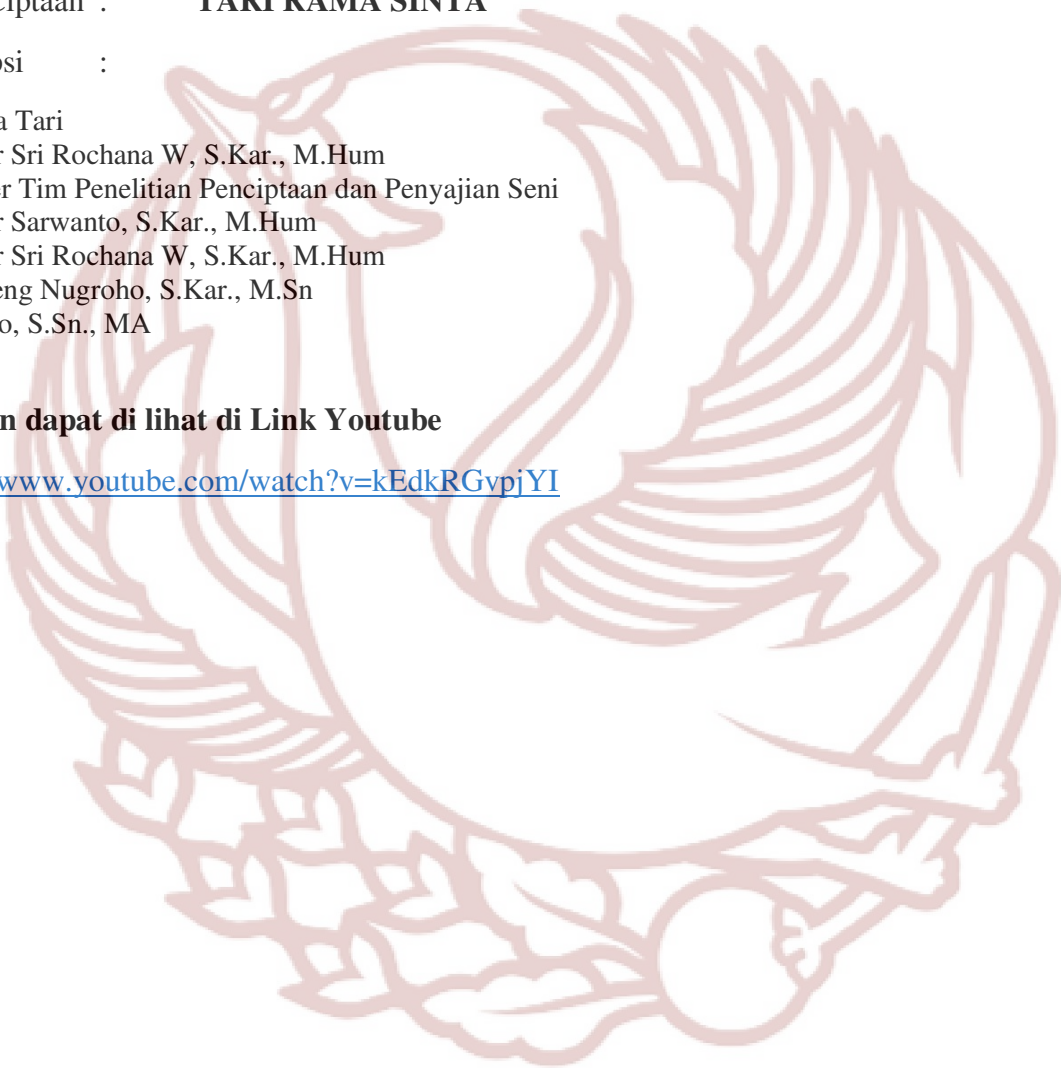 Ciptaan : TARI RAMA SINTA
si :
a Tari
r Sri Rochana W, S.Kar., M.Hum
er Tim Penelitian Penciptaan dan Penyajian Seni
r Sarwanto, S.Kar., M.Hum
r Sri Rochana W, S.Kar., M.Hum
eng Nugroho, S.Kar., M.Sn
o, S.Sn., MA
n dapat di lihat di Link Youtube
www.youtube.com/watch?v=kEdkRGvpjYI